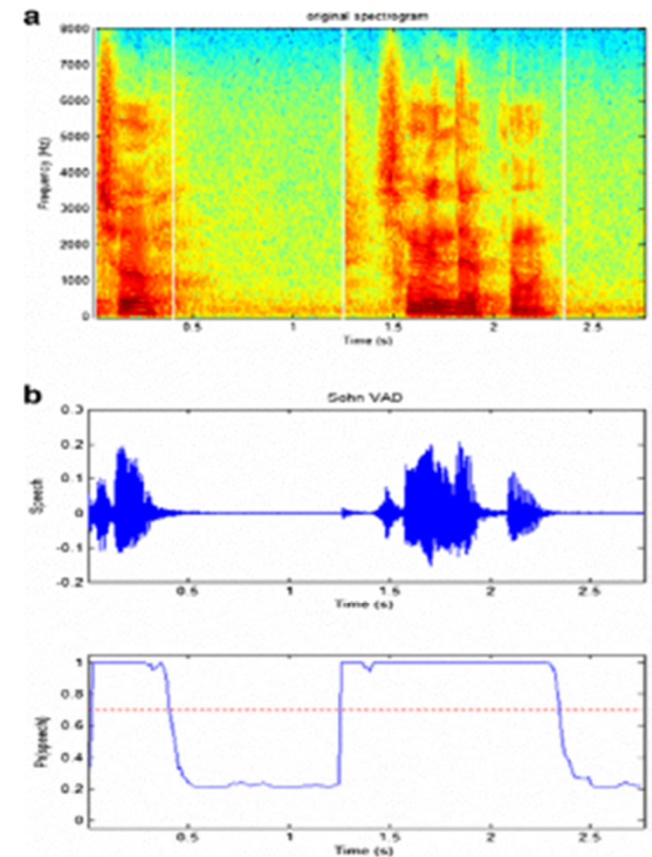 a
original spectrogram
8000
7000
6000
5000
4000
3000
2000
1000
0
Frequency (Hz)
0.5 1 1.5 2 2.5
Time (s)
b
Sohn VAD
0.3
0.2
0.1
0
-0.1
-0.2
Speech
0.5 1 1.5 2 2.5
Time (s)
1
0.8
0.6
0.4
0.2
0
Pr(speech)
0.5 1 1.5 2 2.5
Time (s)